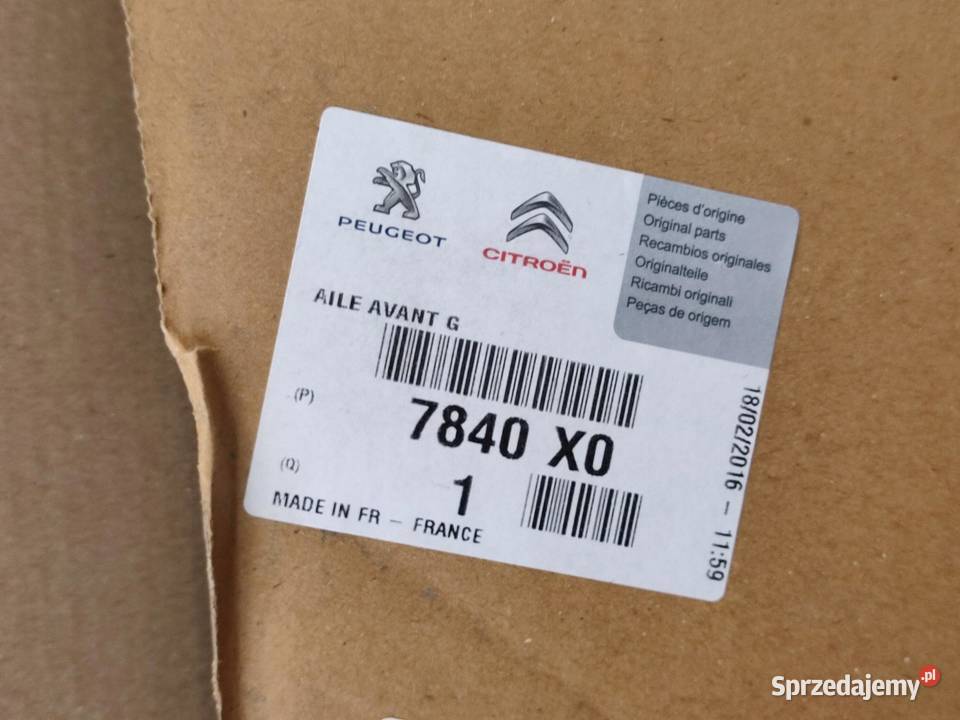 PEUGEOT
CITROËN
Pièces d'origine
Original parts
Recambios originales
Originalteile
Ricambi originali
Peças de origem
AILE AVANT G
(P)
7840 X0
(Q)
1
MADE IN FR - FRANCE
18/02/2016 - 11:59
Sprzedajemy.pl